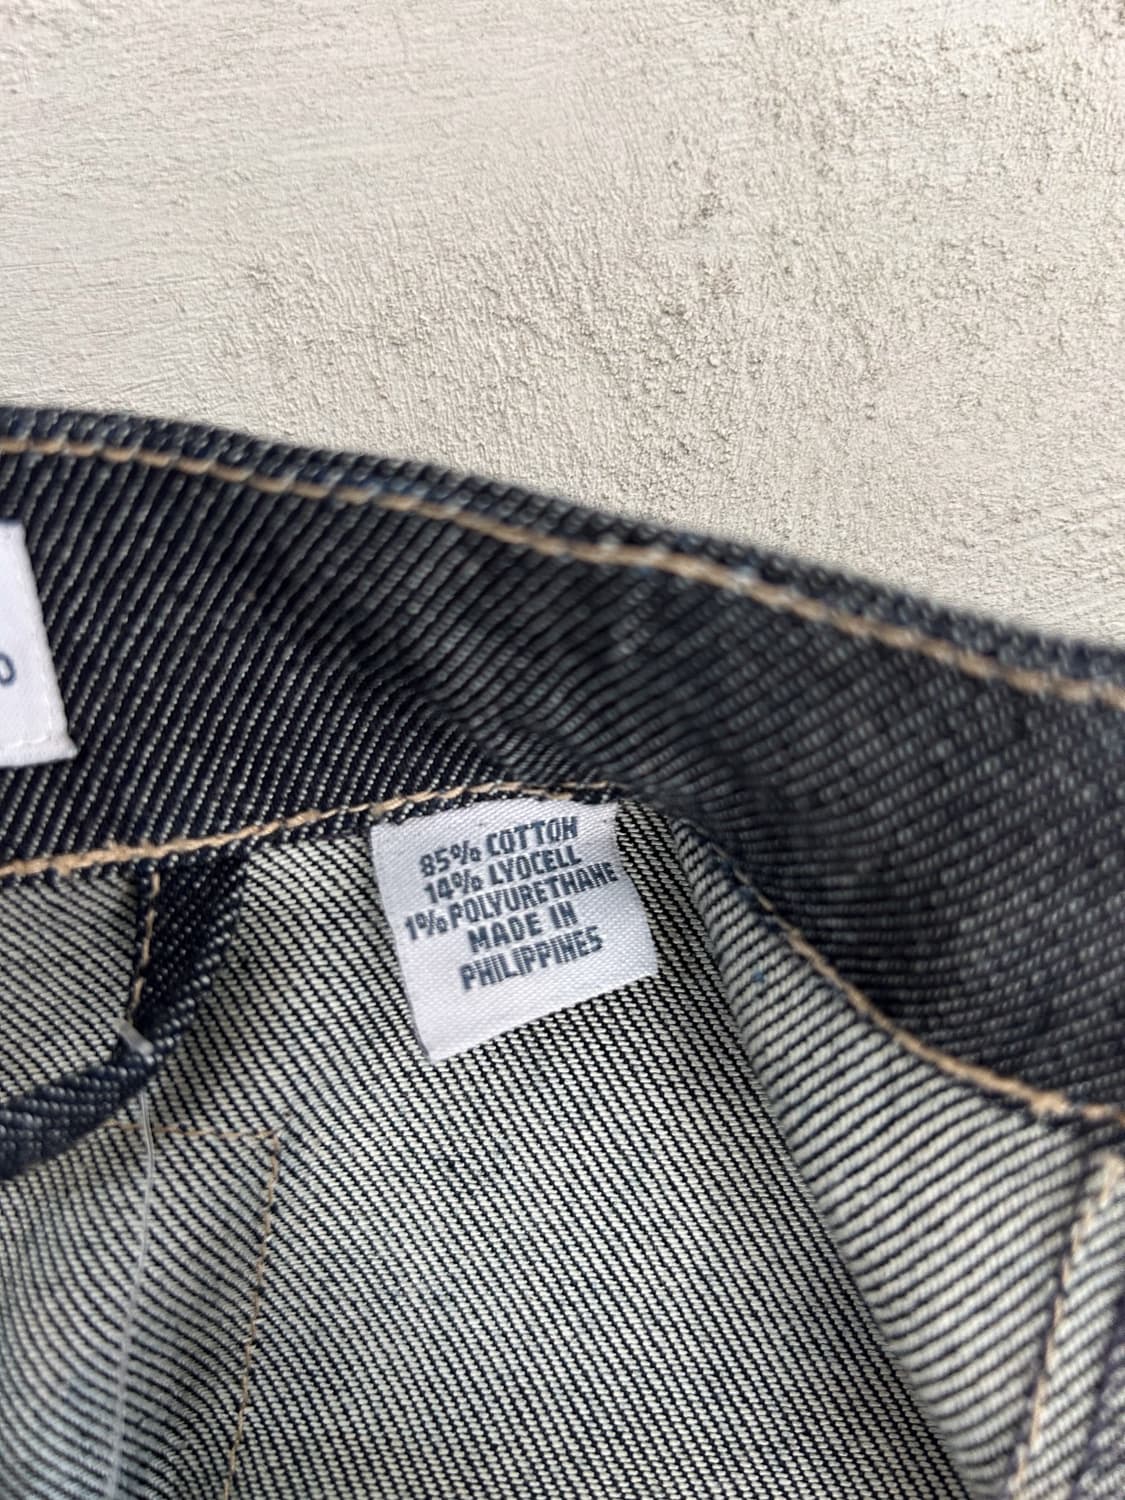 85% COTTON
14% LYOCELL
1% POLYURETHANE
MADE IN
PHILIPPINES